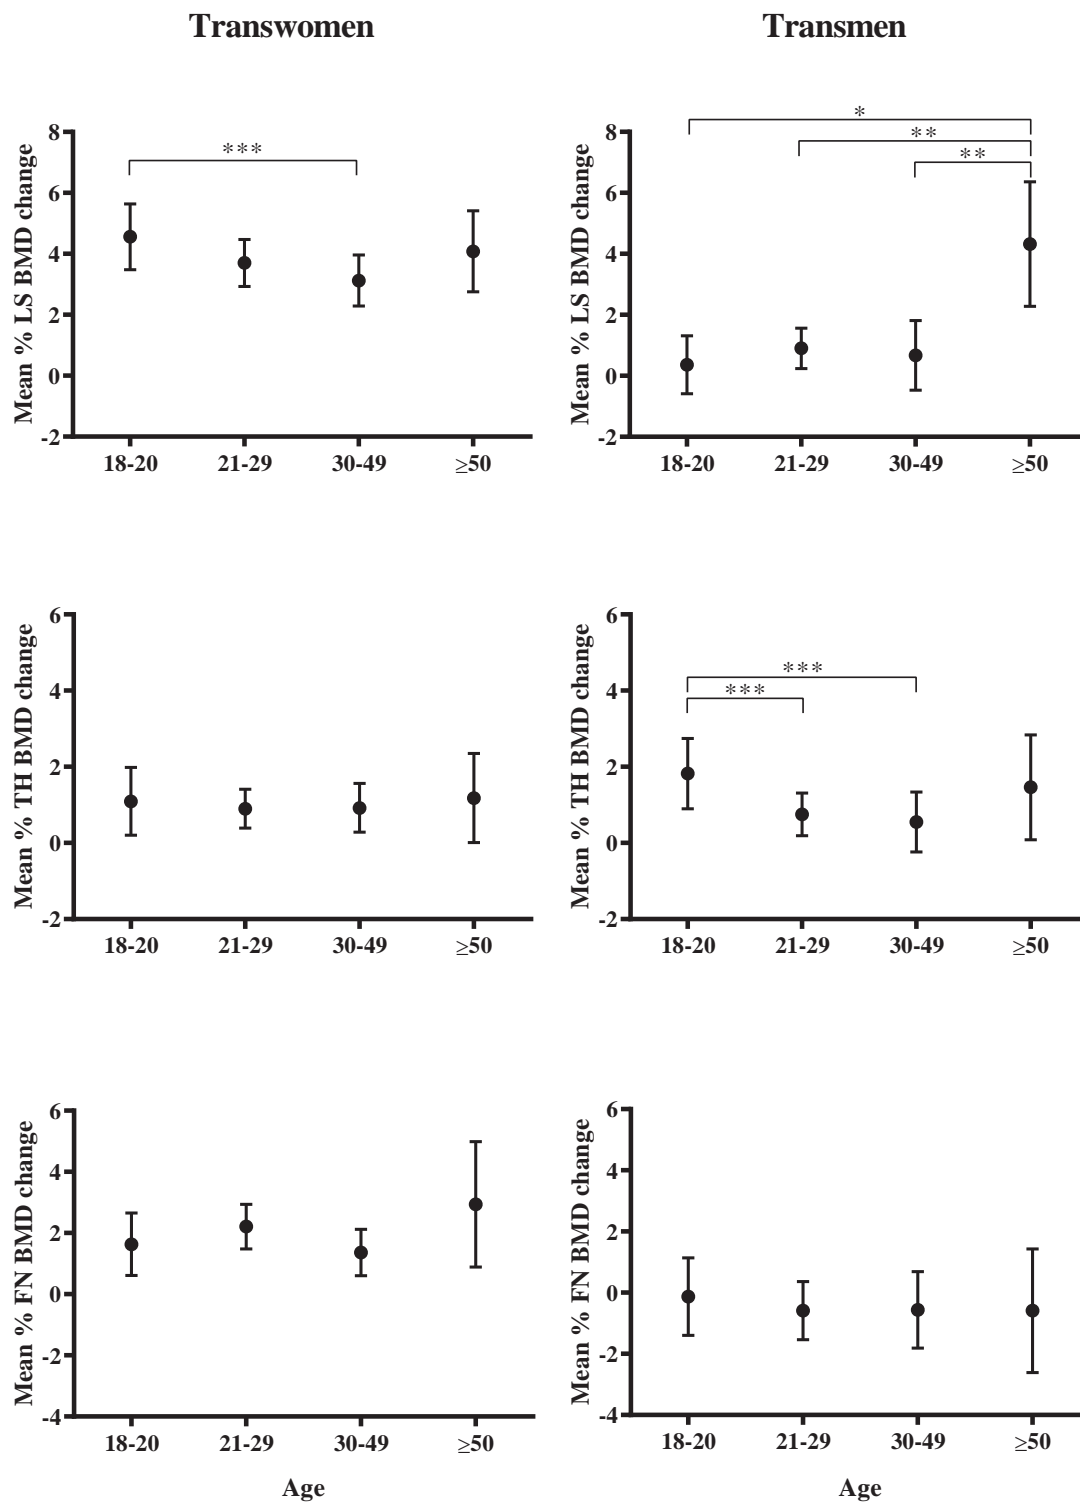 Transwomen
Transmen
Mean % LS BMD change
8
6
4
2
0
-2
***
18-20 21-29 30-49 ≥50
Mean % LS BMD change
8
6
4
2
0
-2
*
**
**
18-20 21-29 30-49 ≥50
Mean % TH BMD change
6
4
2
0
-2
18-20 21-29 30-49 ≥50
Mean % TH BMD change
6
4
2
0
-2
***
***
18-20 21-29 30-49 ≥50
Mean % FN BMD change
6
4
2
0
-2
-4
18-20 21-29 30-49 ≥50
Age
Mean % FN BMD change
6
4
2
0
-2
-4
18-20 21-29 30-49 ≥50
Age